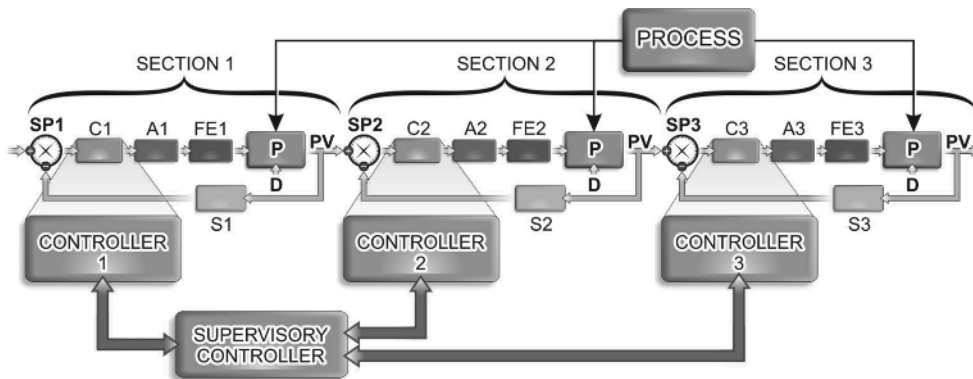 PROCESS
SECTION 1
SECTION 2
SECTION 3
SP1
C1
A1
FE1
P
PV
SP2
C2
A2
FE2
P
PV
SP3
C3
A3
FE3
P
PV
D
D
D
S1
S2
S3
CONTROLLER
1
CONTROLLER
2
CONTROLLER
3
SUPERVISORY
CONTROLLER